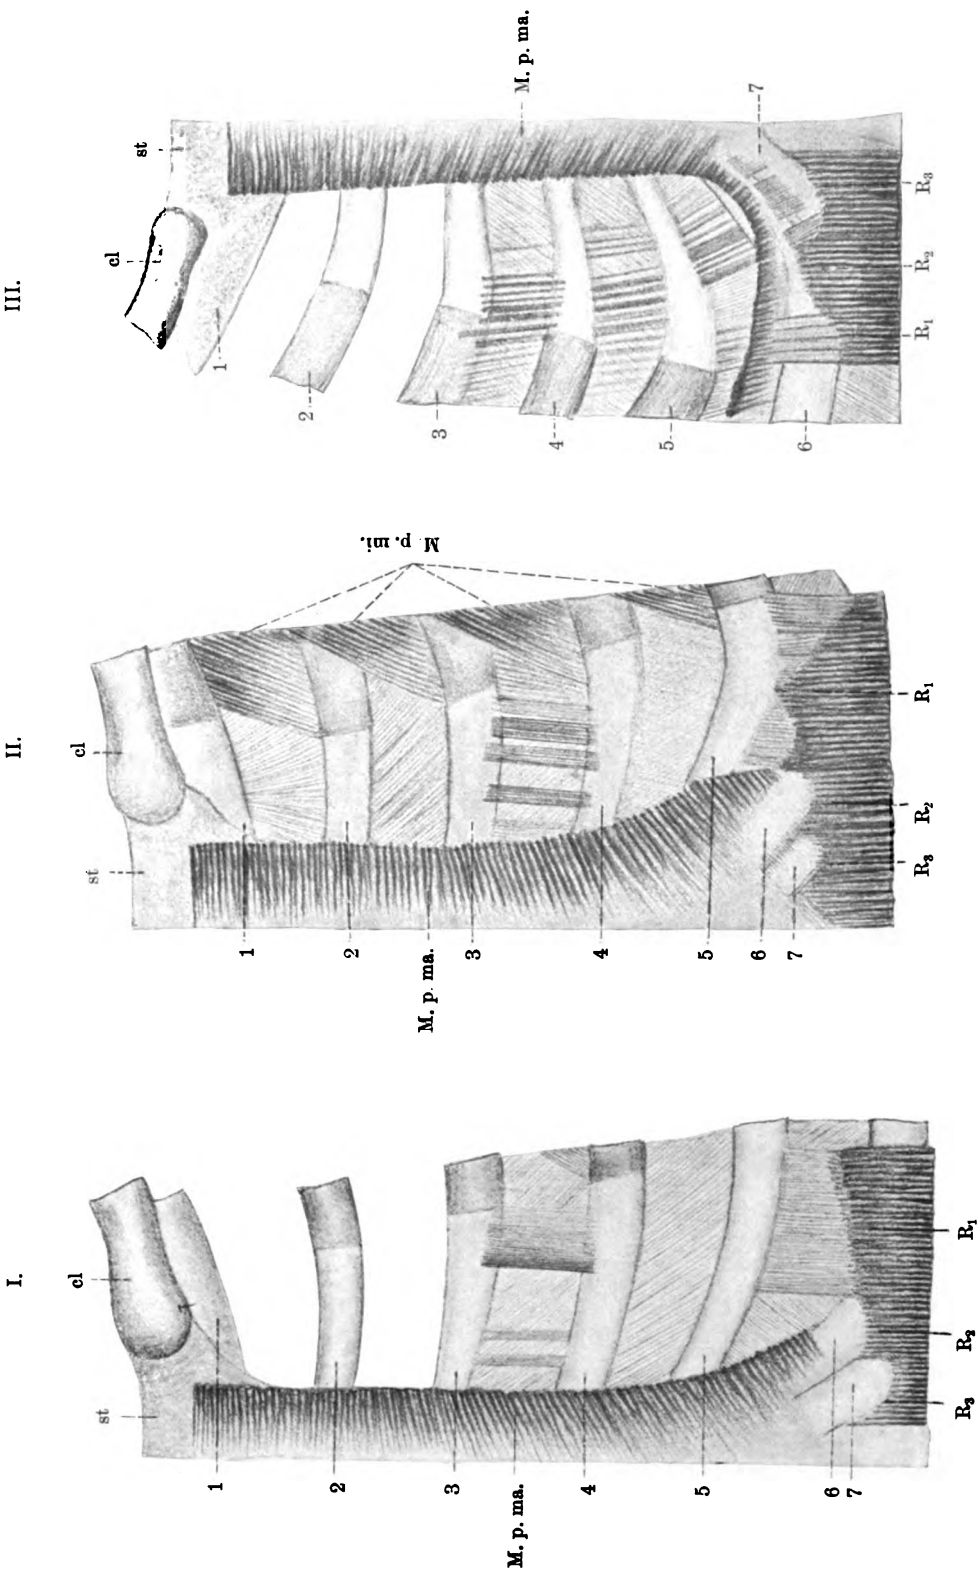 I.
cl
st
1
2
3
M. p. ma.
4
5
6
7
R₁
R₂
R₃
II.
cl
st
M. p. mi.
1
2
M. p. ma.
3
4
5
6
7
R₁
R₂
R₃
III.
st
cl
M. p. ma.
1
2
3
4
5
6
7
R₁
R₂
R₃